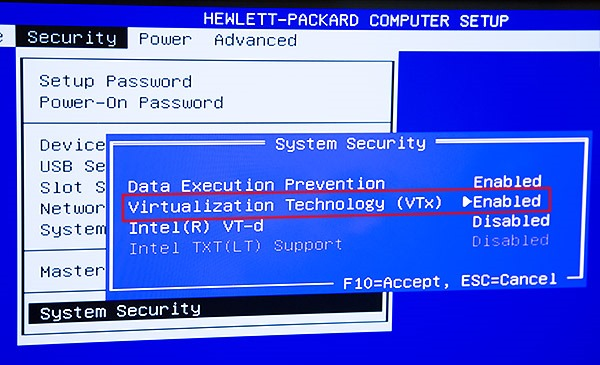 HEWLETT-PACKARD COMPUTER SETUP
Security Power Advanced
Setup Password
Power-On Password
Device
USB Se
Slot S
Networ
System
Master
System Security
System Security
Data Execution Prevention Enabled
Virtualization Technology (VTx) ▶Enabled
Intel(R) VT-d Disabled
Intel TXT(LT) Support Disabled
F10=Accept, ESC=Cancel